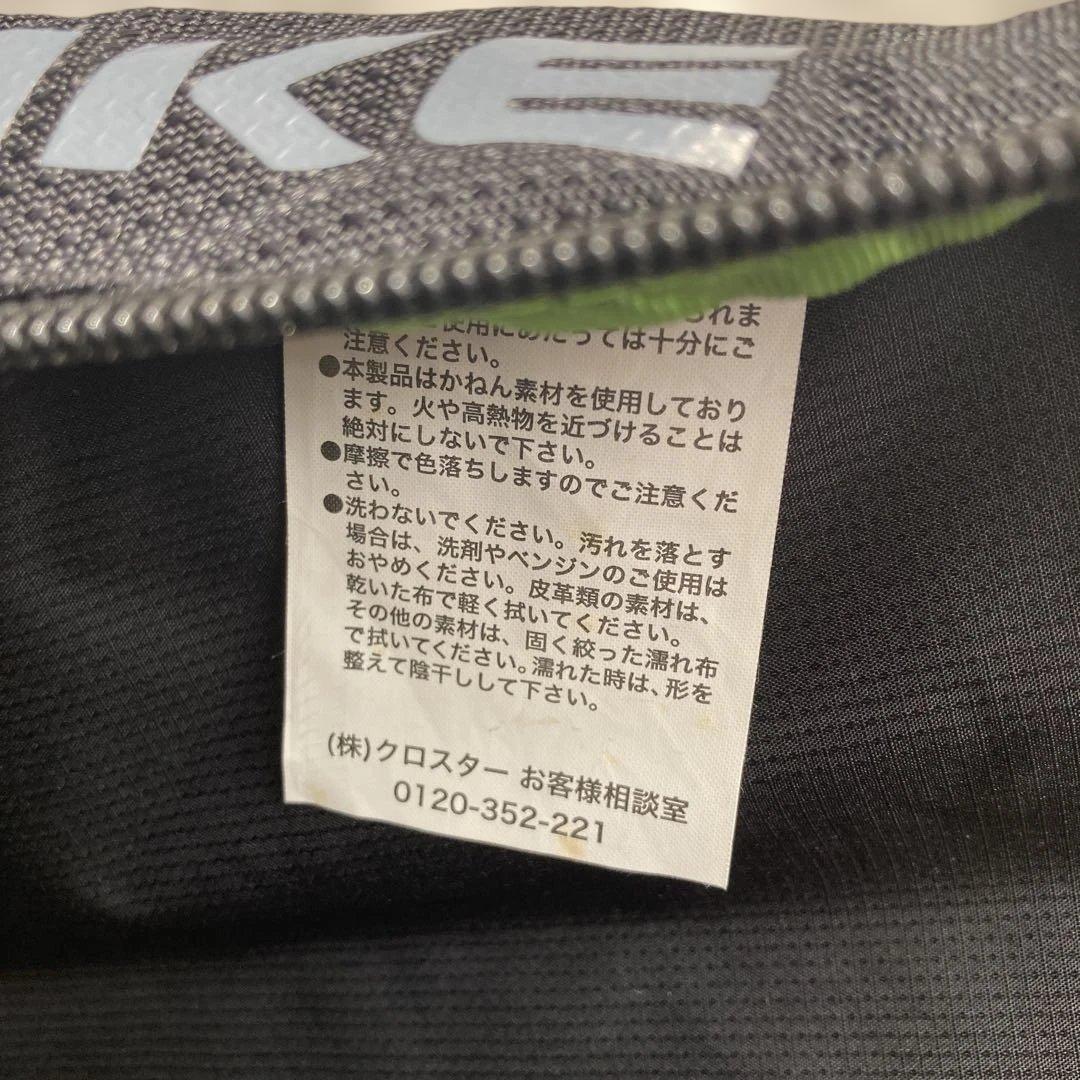 IKE
られま
使用にあたっては十分にご
注意ください。
●本製品はかねん素材を使用しており
ます。火や高熱物を近づけることは
絶対にしないで下さい。
●摩擦で色落ちしますのでご注意くだ
さい。
●洗わないでください。汚れを落とす
場合は、洗剤やベンジンのご使用は
おやめください。皮革類の素材は、
乾いた布で軽く拭いてください。
その他の素材は、固く絞った濡れ布
で拭いてください。濡れた時は、形を
整えて陰干しして下さい。
(株)クロスター お客様相談室
0120-352-221